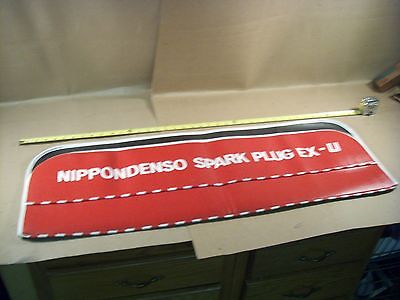 NIPPONDENSO SPARK PLUG EX-U